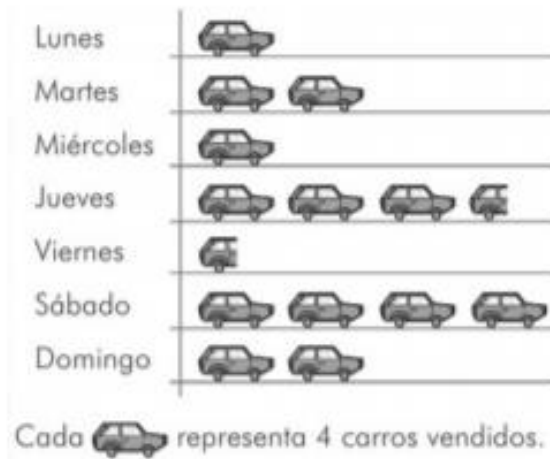 Lunes
Martes
Miércoles
Jueves
Viernes
Sábado
Domingo
Cada representa 4 carros vendidos.